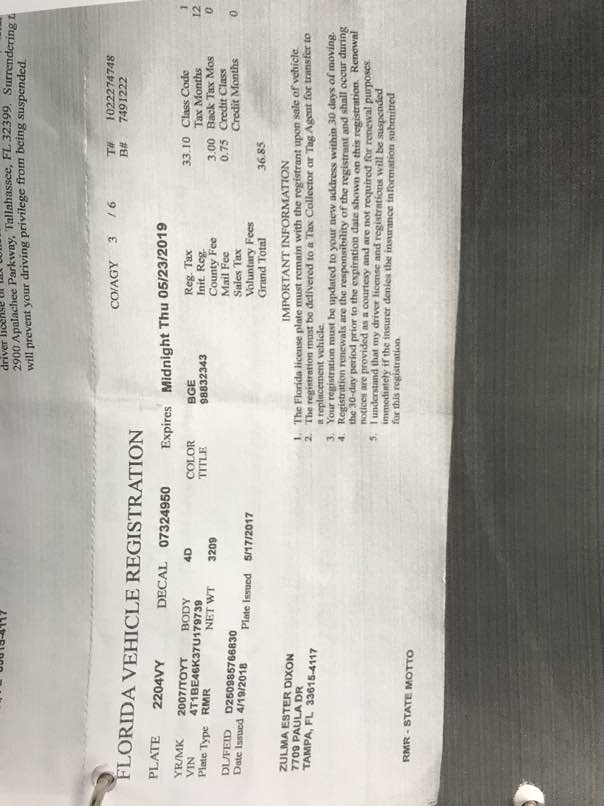 driver license or tax
2900 Apalachee Parkway, Tallahassee, FL 32399. Surrendering
will prevent your driving privilege from being suspended.
FLORIDA VEHICLE REGISTRATION
CO/AGY 3 / 6 T# 1022274748
B# 7491222
PLATE 2204VY DECAL 07324950 Expires Midnight Thu 05/23/2019
YR/MK 2007/TOYT BODY 4D COLOR BGE Reg. Tax 33.10 Class Code 1
VIN 4T1BE46K37U179739 TITLE 98832343 Init. Reg. Tax Months 12
Plate Type RMR NET WT 3209 County Fee 3.00 Back Tax Mos 0
Mail Fee 0.75 Credit Class
DL/FEID D250985766830 Sales Tax Credit Months 0
Date Issued 4/19/2018 Plate Issued 5/17/2017 Voluntary Fees
Grand Total 36.85
IMPORTANT INFORMATION
ZULMA ESTER DIXON
7709 PAULA DR
TAMPA, FL 33615-4117
1. The Florida license plate must remain with the registrant upon sale of vehicle.
2. The registration must be delivered to a Tax Collector or Tag Agent for transfer to
a replacement vehicle.
3. Your registration must be updated to your new address within 30 days of moving.
4. Registration renewals are the responsibility of the registrant and shall occur during
the 30-day period prior to the expiration date shown on this registration. Renewal
notices are provided as a courtesy and are not required for renewal purposes.
5. I understand that my driver license and registrations will be suspended
immediately if the insurer denies the insurance information submitted
for this registration.
RMR - STATE MOTTO